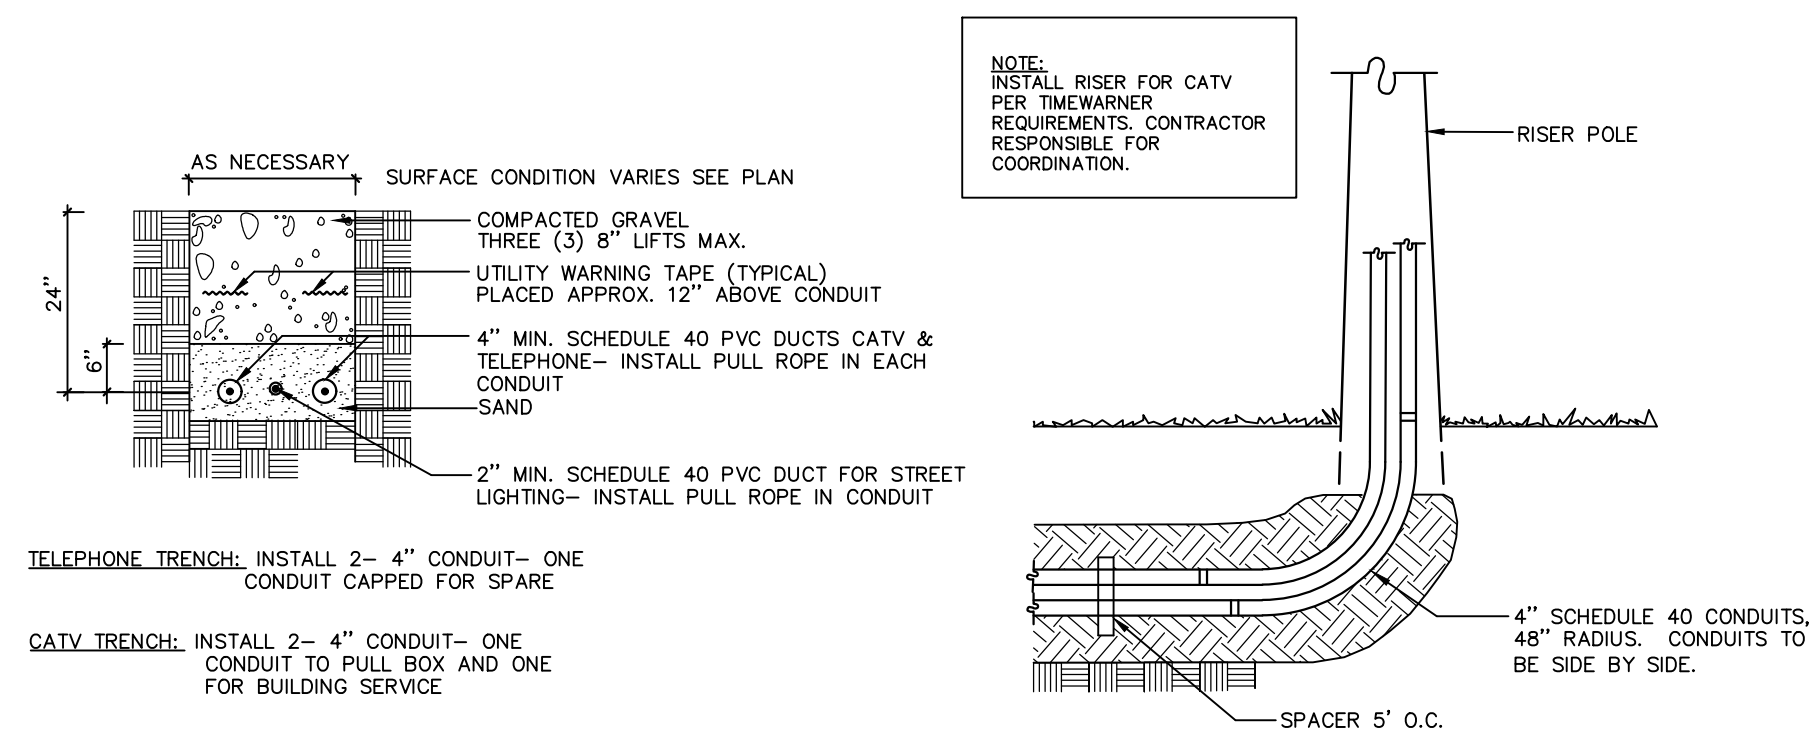 AS NECESSARY
SURFACE CONDITION VARIES SEE PLAN
COMPACTED GRAVEL
THREE (3) 8" LIFTS MAX.
UTILITY WARNING TAPE (TYPICAL)
PLACED APPROX. 12" ABOVE CONDUIT
24"
6"
4" MIN. SCHEDULE 40 PVC DUCTS CATV &
TELEPHONE– INSTALL PULL ROPE IN EACH
CONDUIT
SAND
2" MIN. SCHEDULE 40 PVC DUCT FOR STREET
LIGHTING– INSTALL PULL ROPE IN CONDUIT
TELEPHONE TRENCH: INSTALL 2– 4" CONDUIT– ONE
CONDUIT CAPPED FOR SPARE
CATV TRENCH: INSTALL 2– 4" CONDUIT– ONE
CONDUIT TO PULL BOX AND ONE
FOR BUILDING SERVICE
NOTE:
INSTALL RISER FOR CATV
PER TIMEWARNER
REQUIREMENTS. CONTRACTOR
RESPONSIBLE FOR
COORDINATION.
RISER POLE
4" SCHEDULE 40 CONDUITS,
48" RADIUS. CONDUITS TO
BE SIDE BY SIDE.
SPACER 5' O.C.